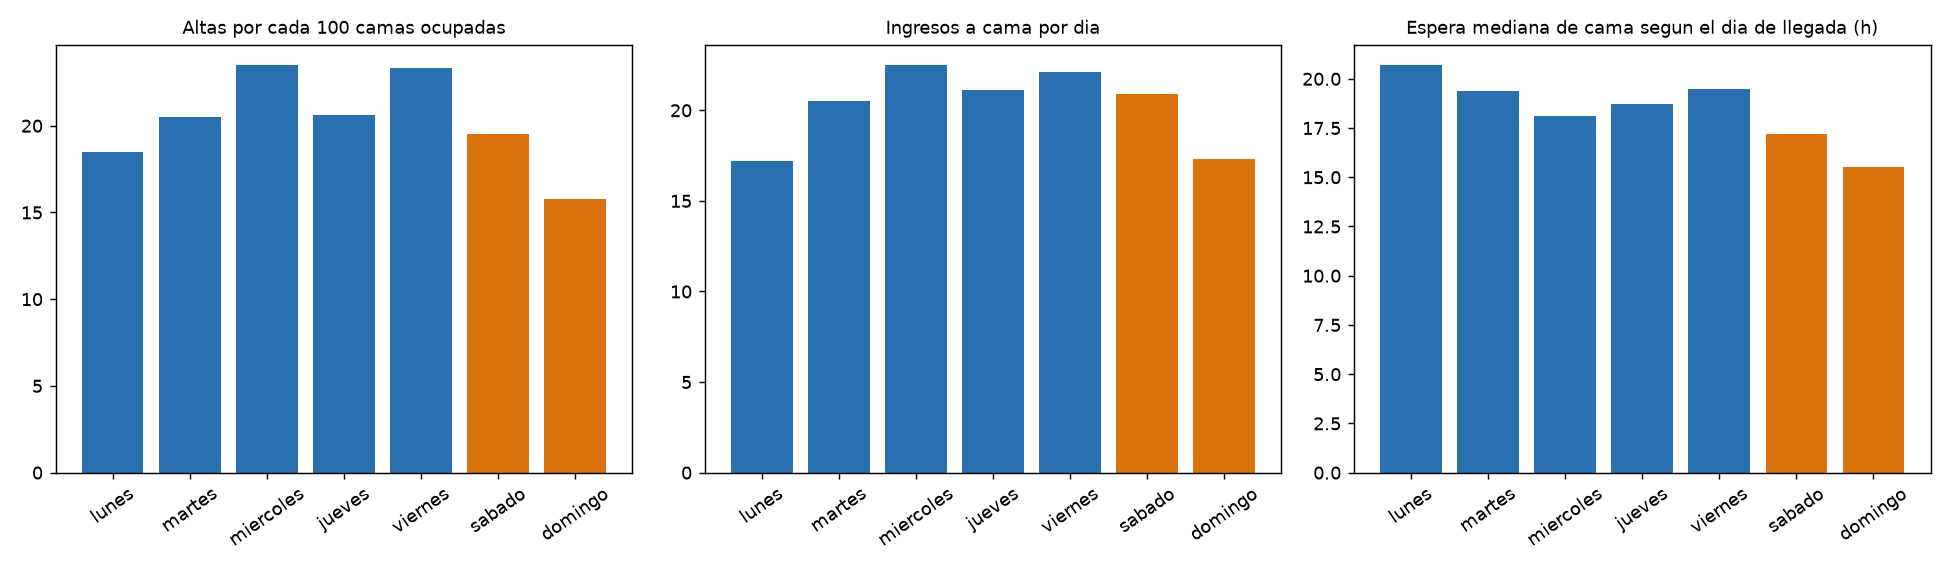 Altas por cada 100 camas ocupadas
20
15
10
5
0
lunes
martes
miercoles
jueves
viernes
sabado
domingo
Ingresos a cama por dia
20
15
10
5
0
lunes
martes
miercoles
jueves
viernes
sabado
domingo
Espera mediana de cama segun el dia de llegada (h)
20.0
17.5
15.0
12.5
10.0
7.5
5.0
2.5
0.0
lunes
martes
miercoles
jueves
viernes
sabado
domingo